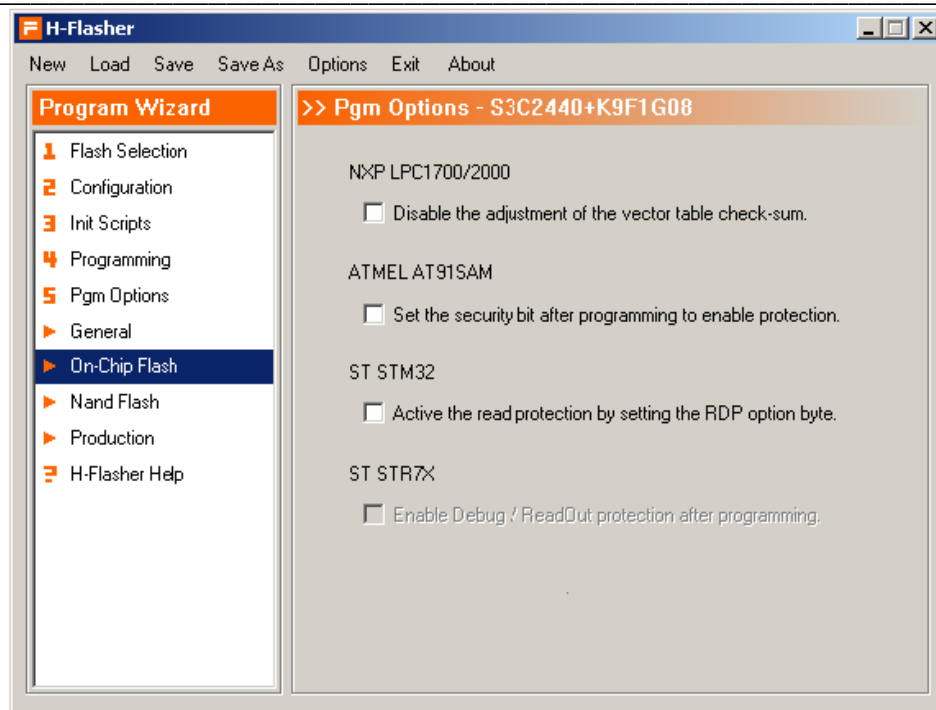 H-Flasher
New Load Save Save As Options Exit About
Program Wizard
1 Flash Selection
2 Configuration
3 Init Scripts
4 Programming
5 Pgm Options
General
On-Chip Flash
Nand Flash
Production
? H-Flasher Help
>> Pgm Options - S3C2440+K9F1G08
NXP LPC1700/2000
Disable the adjustment of the vector table check-sum.
ATMEL AT91SAM
Set the security bit after programming to enable protection.
ST STM32
Active the read protection by setting the RDP option byte.
ST STR7X
Enable Debug / ReadOut protection after programming.